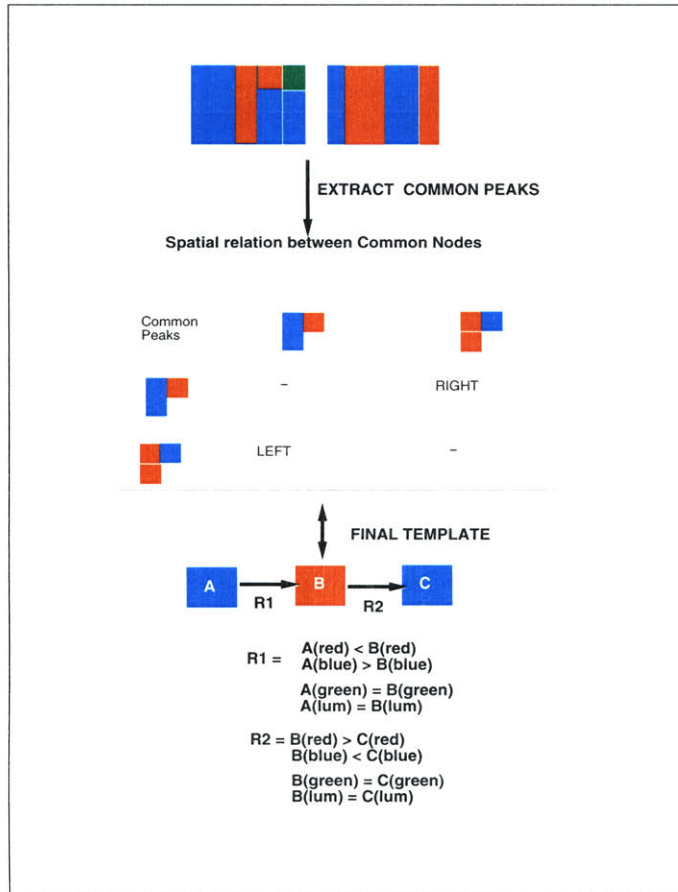 EXTRACT COMMON PEAKS
Spatial relation between Common Nodes
Common
Peaks
– RIGHT
LEFT –
FINAL TEMPLATE
A B C
R1 R2
R1 = A(red) < B(red)
A(blue) > B(blue)
A(green) = B(green)
A(lum) = B(lum)
R2 = B(red) > C(red)
B(blue) < C(blue)
B(green) = C(green)
B(lum) = C(lum)